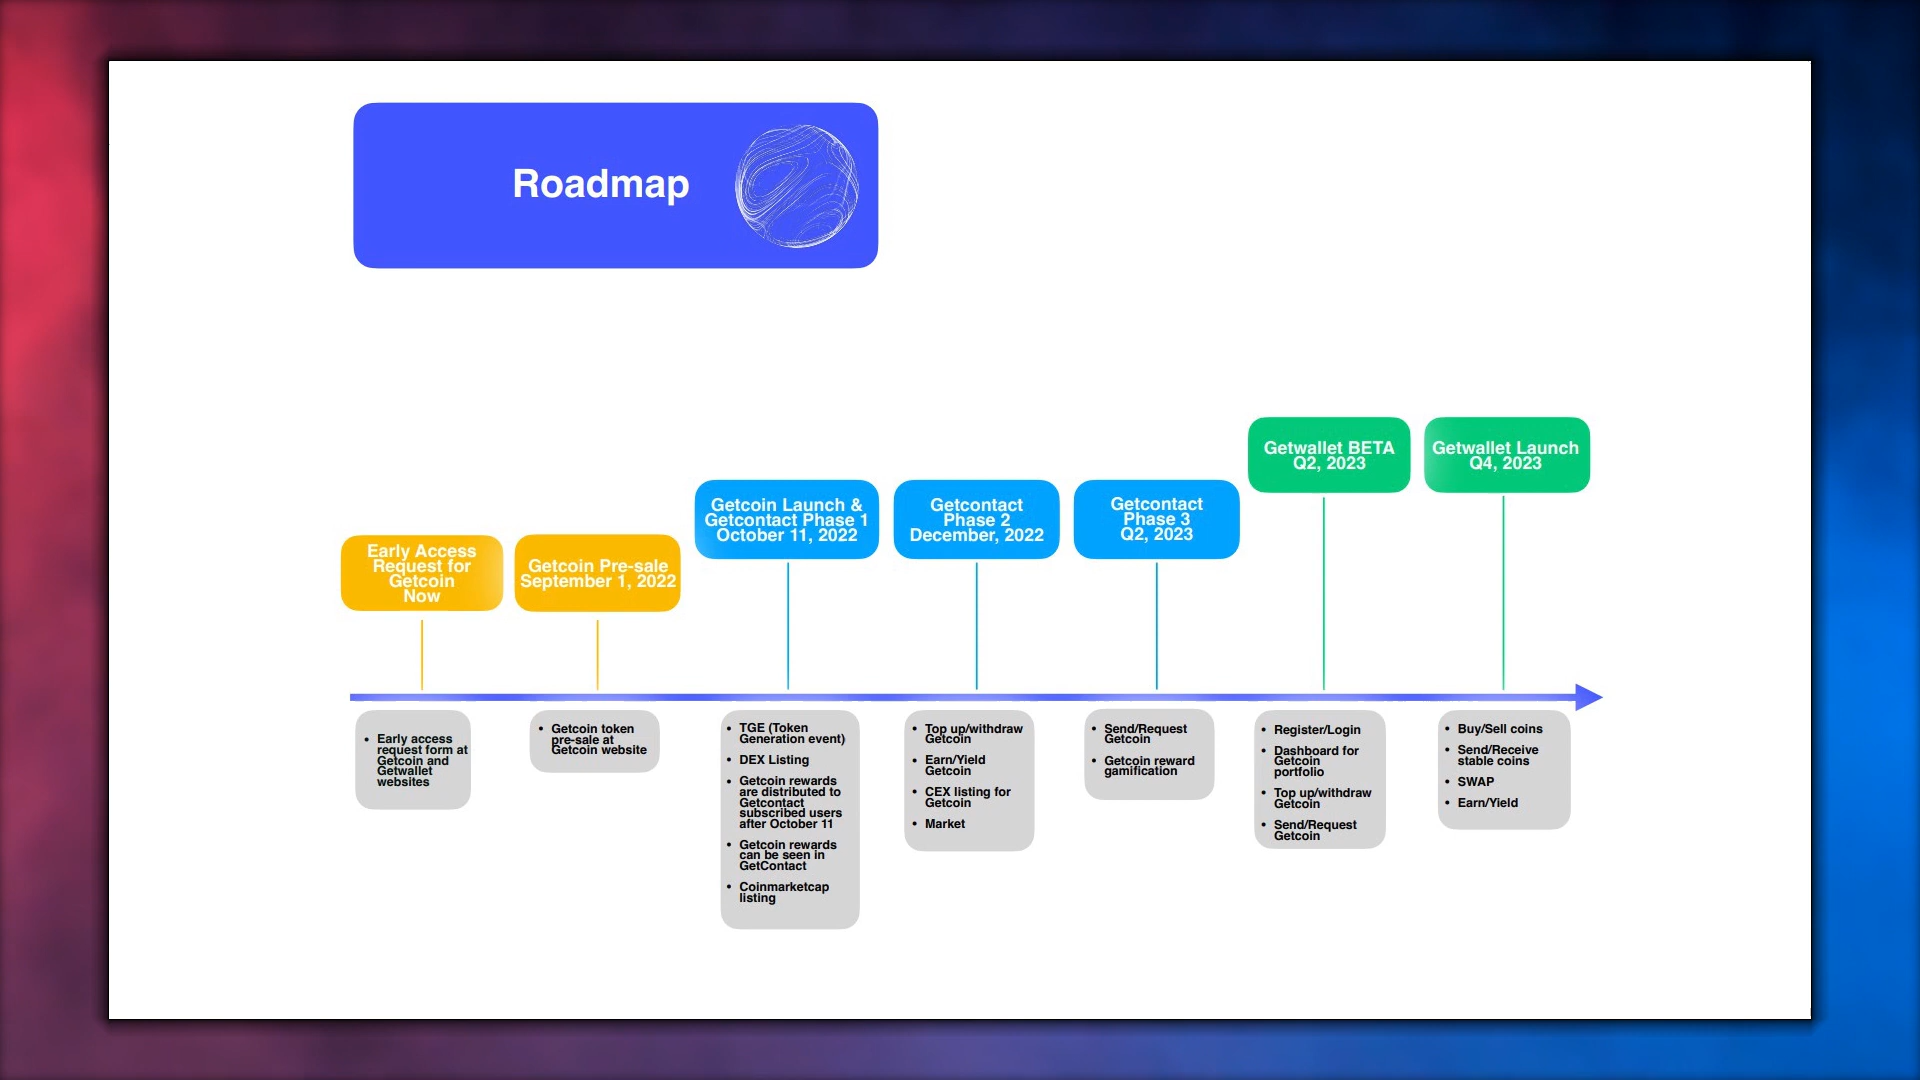 Roadmap
Early Access
Request for
Getcoin
Now
Getcoin Pre-sale
September 1, 2022
Getcoin Launch &
Getcontact Phase 1
October 11, 2022
Getcontact
Phase 2
December, 2022
Getcontact
Phase 3
Q2, 2023
Getwallet BETA
Q2, 2023
Getwallet Launch
Q4, 2023
• Early access
request form at
Getcoin and
Getwallet
websites
• Getcoin token
pre-sale at
Getcoin website
• TGE (Token
Generation event)
• DEX Listing
• Getcoin rewards
are distributed to
Getcontact
subscribed users
after October 11
• Getcoin rewards
can be seen in
GetContact
• Coinmarketcap
listing
• Top up/withdraw
Getcoin
• Earn/Yield
Getcoin
• CEX listing for
Getcoin
• Market
• Send/Request
Getcoin
• Getcoin reward
gamification
• Register/Login
• Dashboard for
Getcoin
portfolio
• Top up/withdraw
Getcoin
• Send/Request
Getcoin
• Buy/Sell coins
• Send/Receive
stable coins
• SWAP
• Earn/Yield